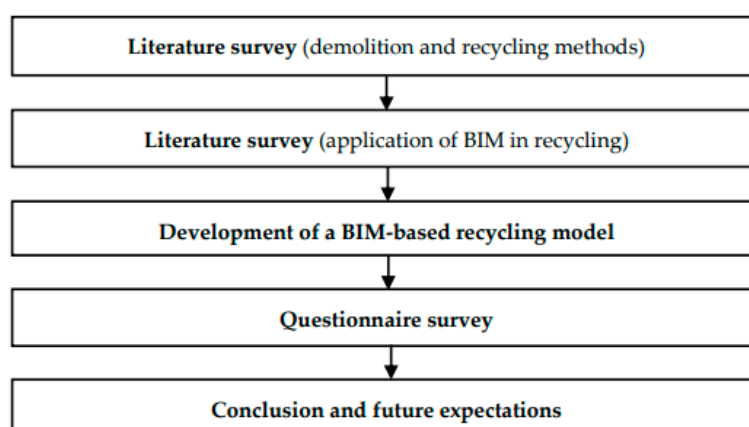 Literature survey (demolition and recycling methods)
Literature survey (application of BIM in recycling)
Development of a BIM-based recycling model
Questionnaire survey
Conclusion and future expectations